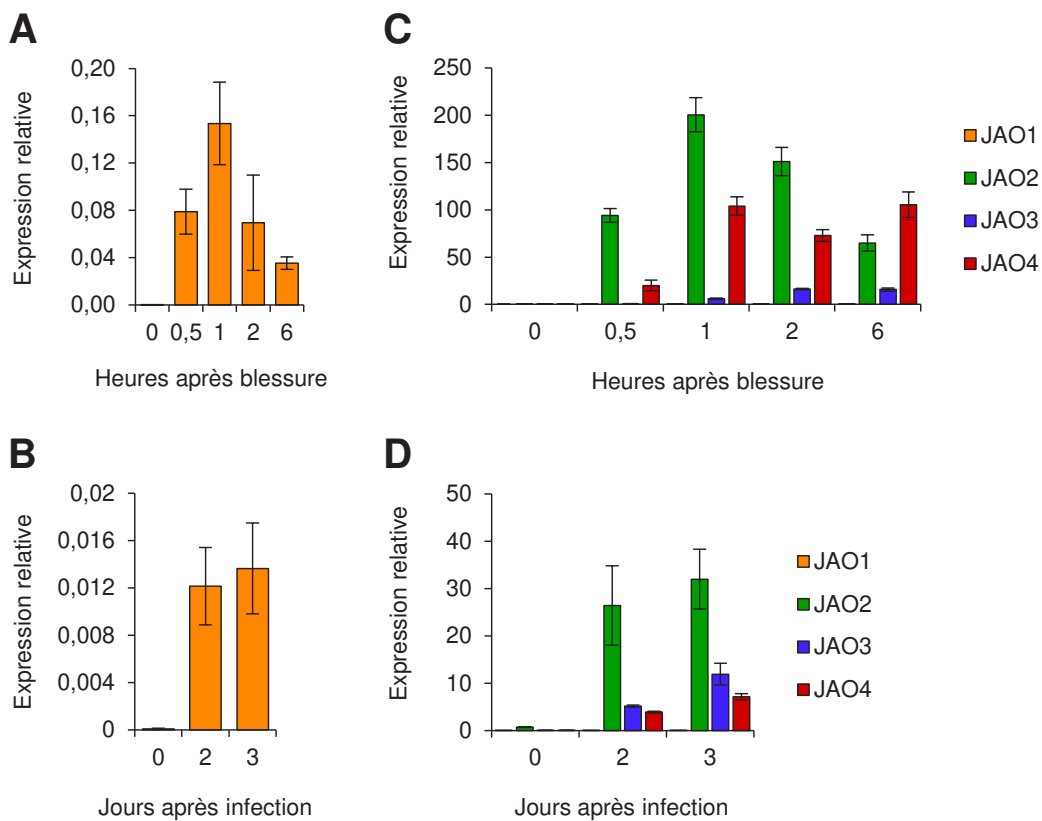 A
Expression relative
0,20
0,16
0,12
0,08
0,04
0,00
0 0,5 1 2 6
Heures après blessure
C
Expression relative
250
200
150
100
50
0
0 0,5 1 2 6
Heures après blessure
JAO1
JAO2
JAO3
JAO4
B
Expression relative
0,02
0,016
0,012
0,008
0,004
0
0 2 3
Jours après infection
D
Expression relative
50
40
30
20
10
0
0 2 3
Jours après infection
JAO1
JAO2
JAO3
JAO4